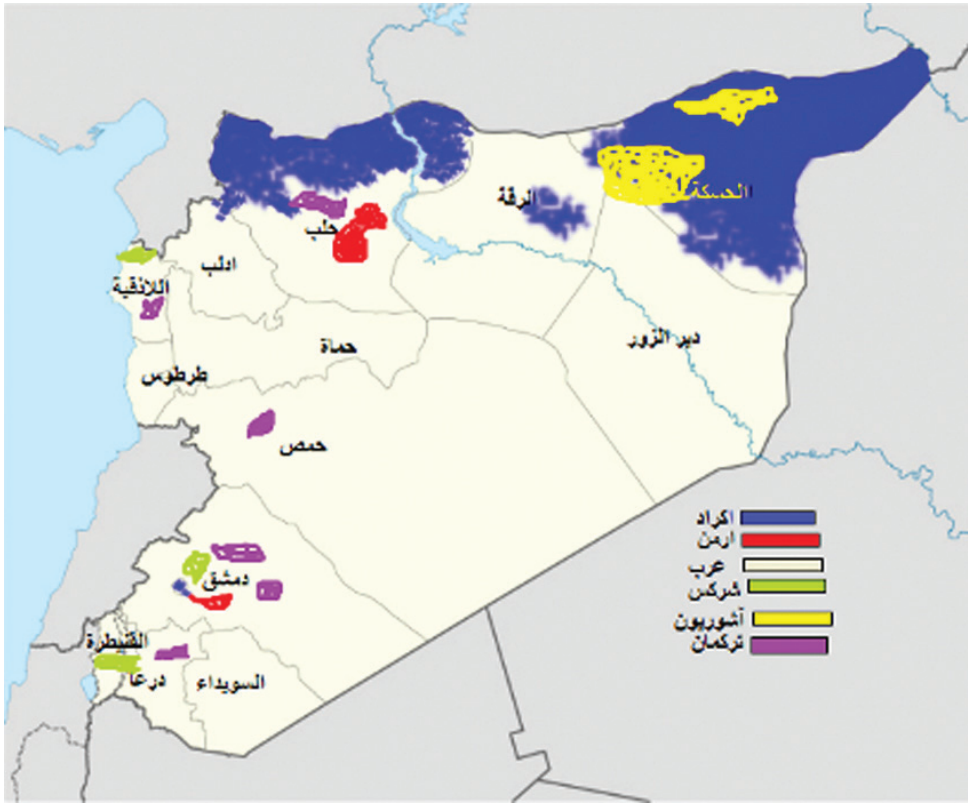 الحسكة
الرقة
حلب
ادلب
اللاذقية
حماة
دير الزور
طرطوس
حمص
دمشق
القنيطرة
درعا
السويداء
اكراد
ارمن
عرب
شركس
آشوريون
تركمان